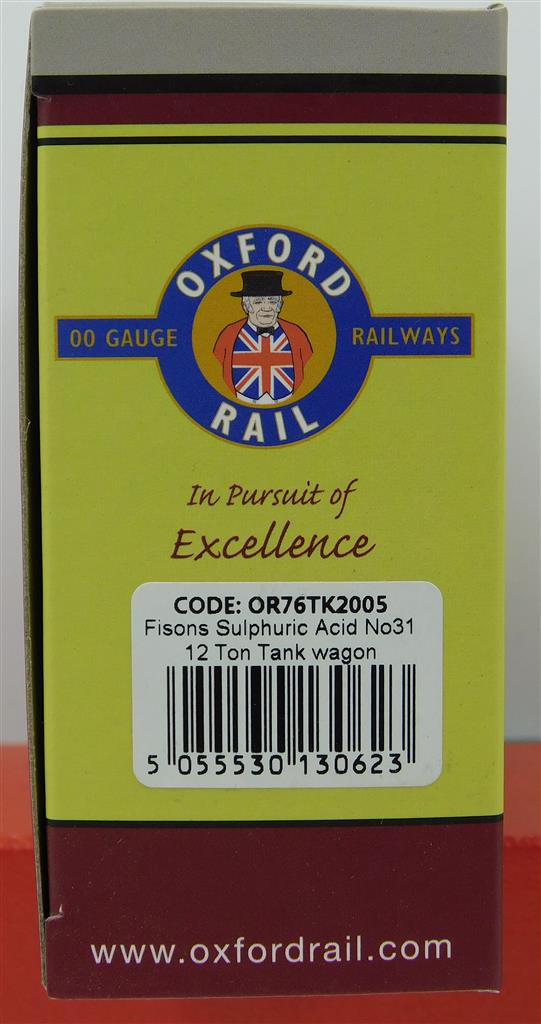 OXFORD
00 GAUGE RAILWAYS
RAIL
In Pursuit of
Excellence
CODE: OR76TK2005
Fisons Sulphuric Acid No31
12 Ton Tank wagon
5 055530 130623
www.oxfordrail.com